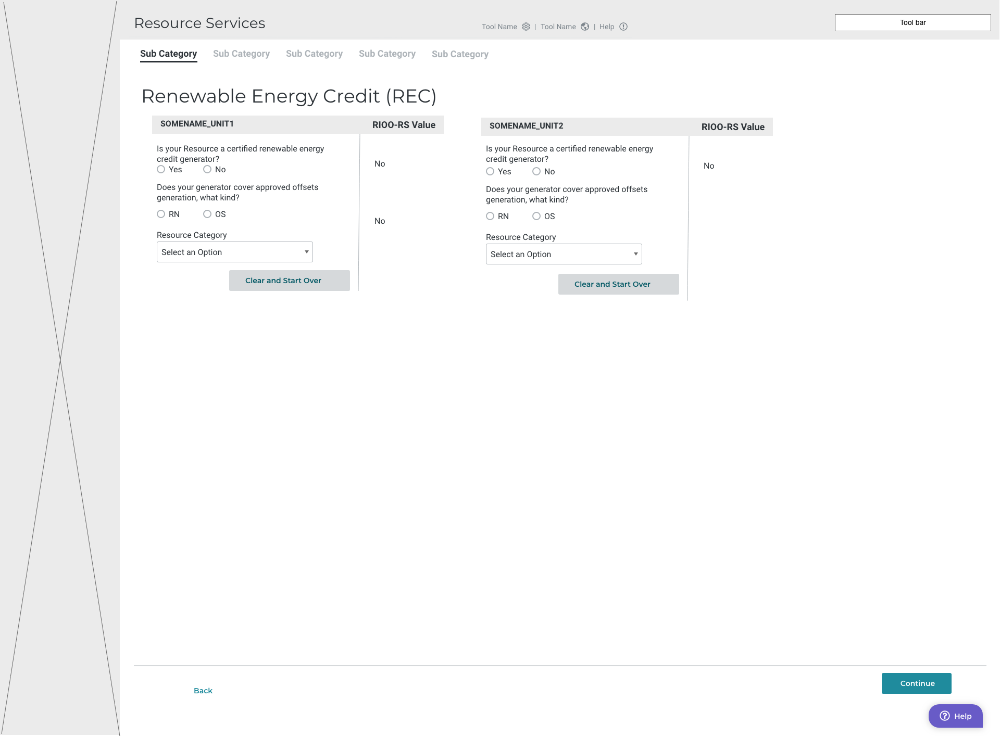 Resource Services
Tool Name | Tool Name | Help
Tool bar
Sub Category Sub Category Sub Category Sub Category Sub Category
Renewable Energy Credit (REC)
SOMENAME_UNIT1 RIOO-RS Value
Is your Resource a certified renewable energy
credit generator?
Yes No
No
Does your generator cover approved offsets
generation, what kind?
RN OS
No
Resource Category
Select an Option
Clear and Start Over
SOMENAME_UNIT2 RIOO-RS Value
Is your Resource a certified renewable energy
credit generator?
Yes No
No
Does your generator cover approved offsets
generation, what kind?
RN OS
Resource Category
Select an Option
Clear and Start Over
Back
Continue
Help